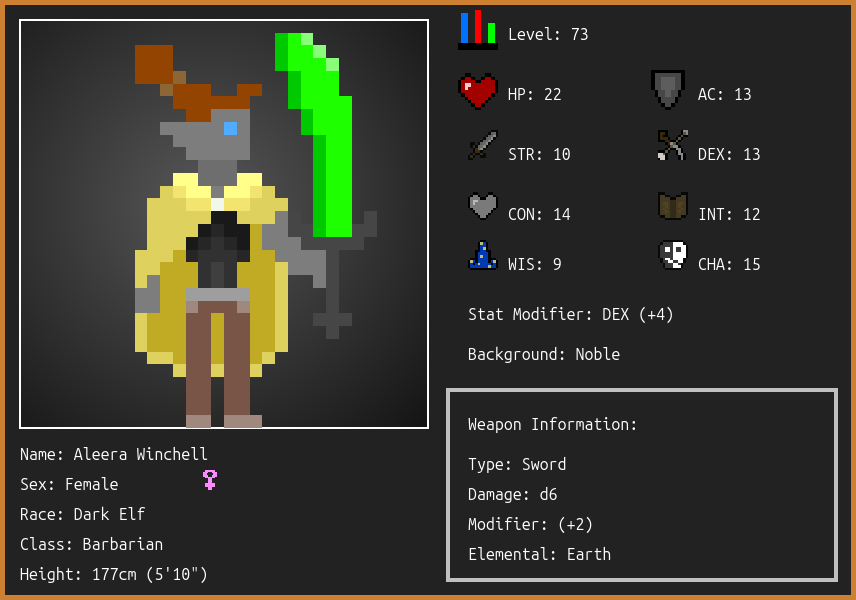 Level: 73
HP: 22
AC: 13
STR: 10
DEX: 13
CON: 14
INT: 12
WIS: 9
CHA: 15
Stat Modifier: DEX (+4)
Background: Noble
Weapon Information:
Type: Sword
Damage: d6
Modifier: (+2)
Elemental: Earth
Name: Aleera Winchell
Sex: Female
Race: Dark Elf
Class: Barbarian
Height: 177cm (5'10")